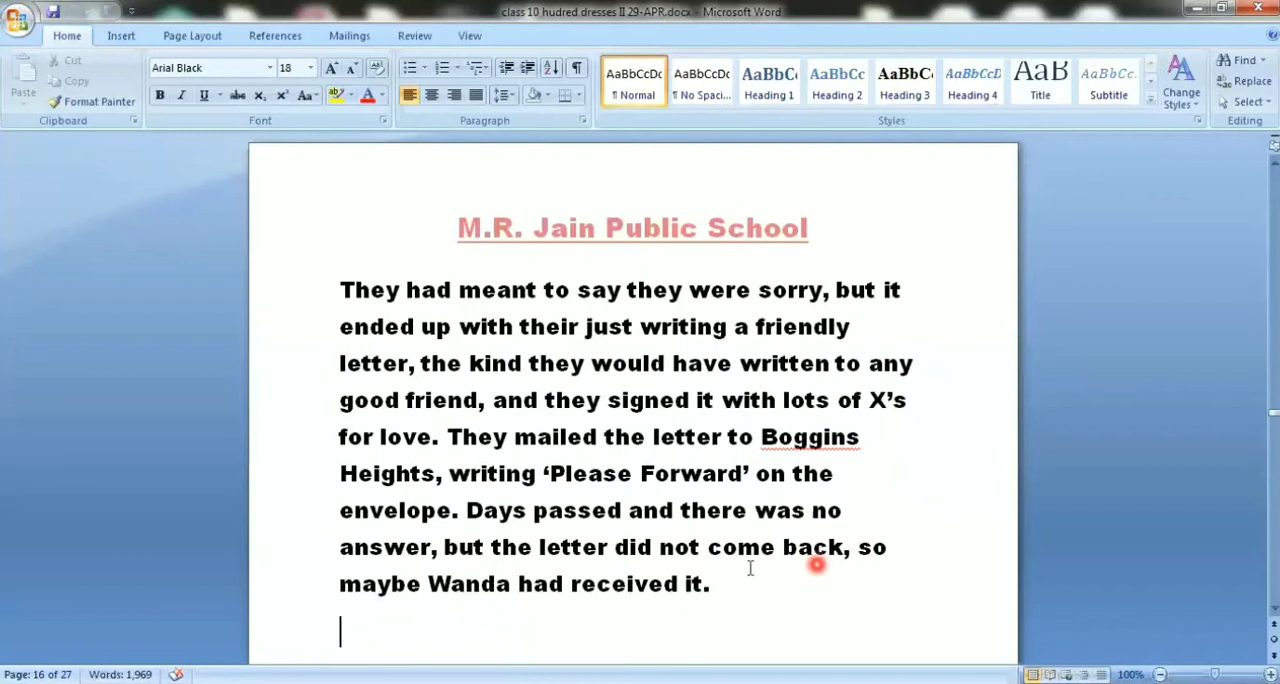 class 10 hudred dresses II 29-APR.docx - Microsoft Word
Home Insert Page Layout References Mailings Review View
Paste Cut Copy Format Painter Clipboard
Arial Black 18 Font
Paragraph
AaBbCcDc ¶ Normal
AaBbCcDc ¶ No Spaci...
AaBbC‹ Heading 1
AaBbCc Heading 2
AaBbC‹ Heading 3
AaBbCcD Heading 4
AaB Title
AaBbCc. Subtitle
Change Styles
Styles
Find Replace Select Editing
M.R. Jain Public School
They had meant to say they were sorry, but it
ended up with their just writing a friendly
letter, the kind they would have written to any
good friend, and they signed it with lots of X’s
for love. They mailed the letter to Boggins
Heights, writing ‘Please Forward’ on the
envelope. Days passed and there was no
answer, but the letter did not come back, so
maybe Wanda had received it.
Page: 16 of 27 Words: 1,969 100%